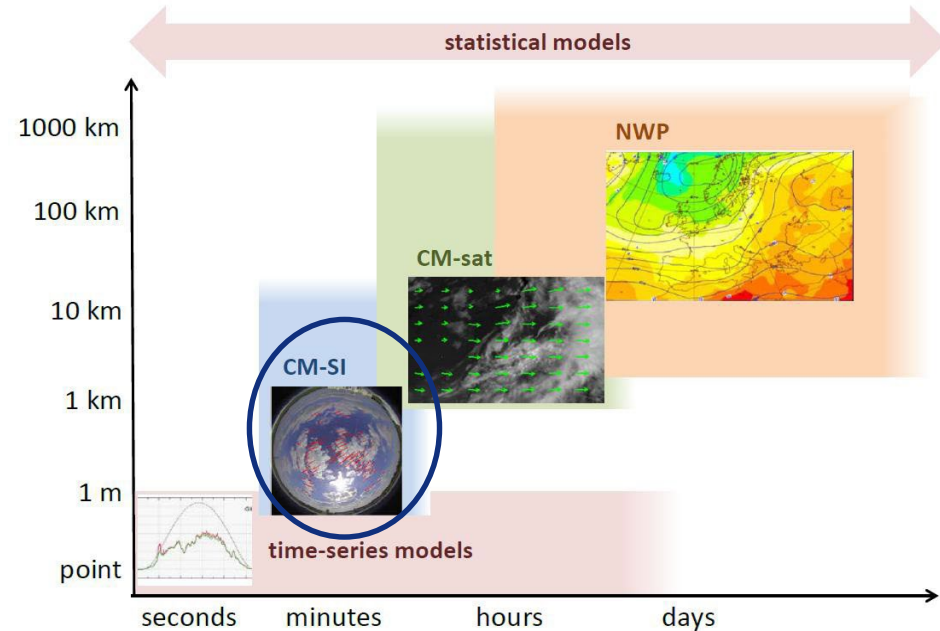 statistical models
1000 km
NWP
100 km
CM-sat
10 km
CM-SI
1 km
1 m
time-series models
point
seconds minutes hours days